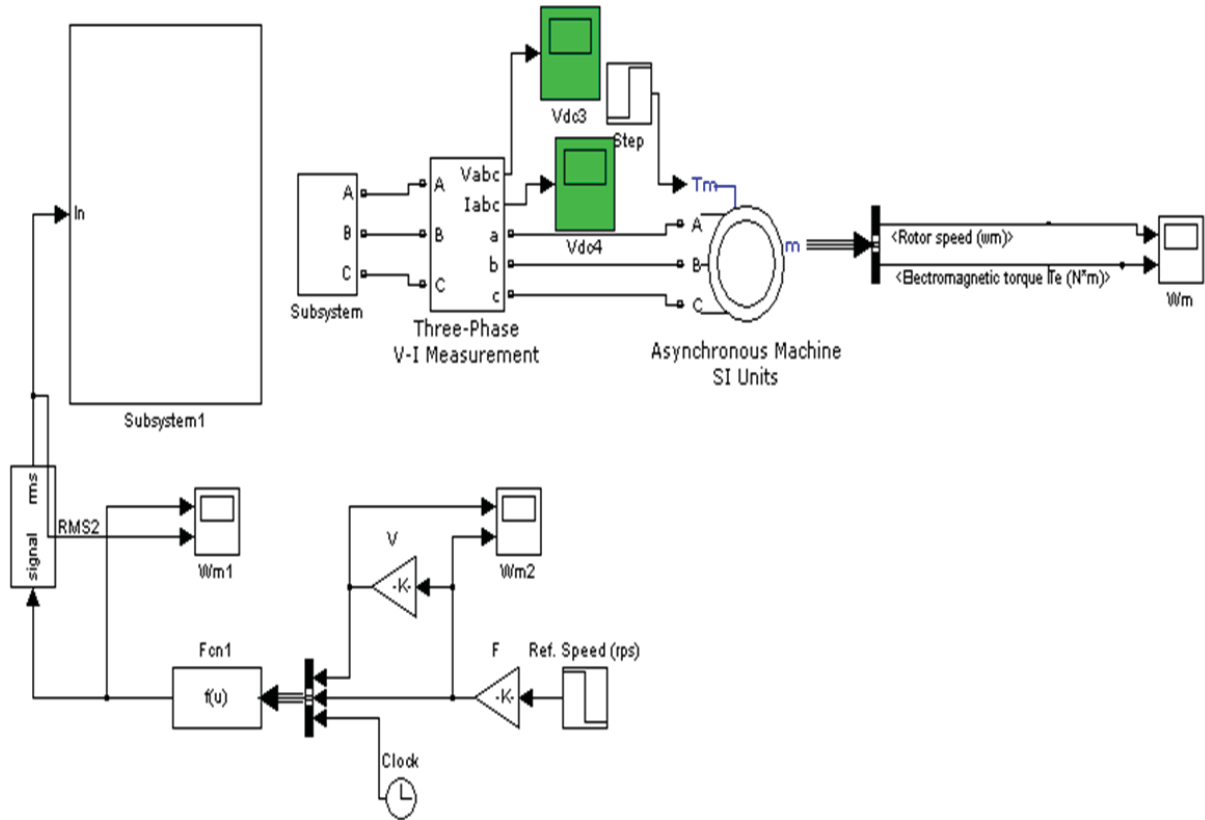 In
Subsystem1
Vdc3
Step
Vdc4
A
B
C
Subsystem
A
B
C
Vabc
Iabc
a
b
c
Three-Phase
V-I Measurement
Tm
A
B
C
m
Asynchronous Machine
SI Units
<Rotor speed (wm)>
<Electromagnetic torque Te (N*m)>
Wm
signal rms
RMS2
Wm1
V
-K-
Wm2
Fcn1
f(u)
F
-K-
Ref. Speed (rps)
Clock